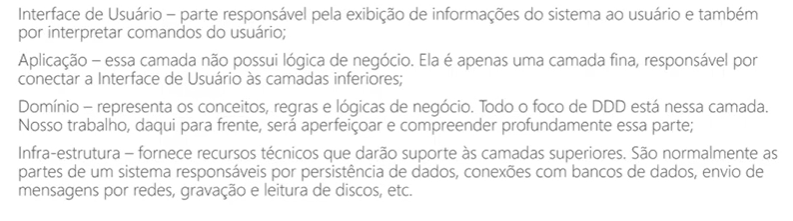 Interface de Usuário – parte responsável pela exibição de informações do sistema ao usuário e também
por interpretar comandos do usuário;
Aplicação – essa camada não possui lógica de negócio. Ela é apenas uma camada fina, responsável por
conectar a Interface de Usuário às camadas inferiores;
Domínio – representa os conceitos, regras e lógicas de negócio. Todo o foco de DDD está nessa camada.
Nosso trabalho, daqui para frente, será aperfeiçoar e compreender profundamente essa parte;
Infra-estrutura – fornece recursos técnicos que darão suporte às camadas superiores. São normalmente as
partes de um sistema responsáveis por persistência de dados, conexões com bancos de dados, envio de
mensagens por redes, gravação e leitura de discos, etc.